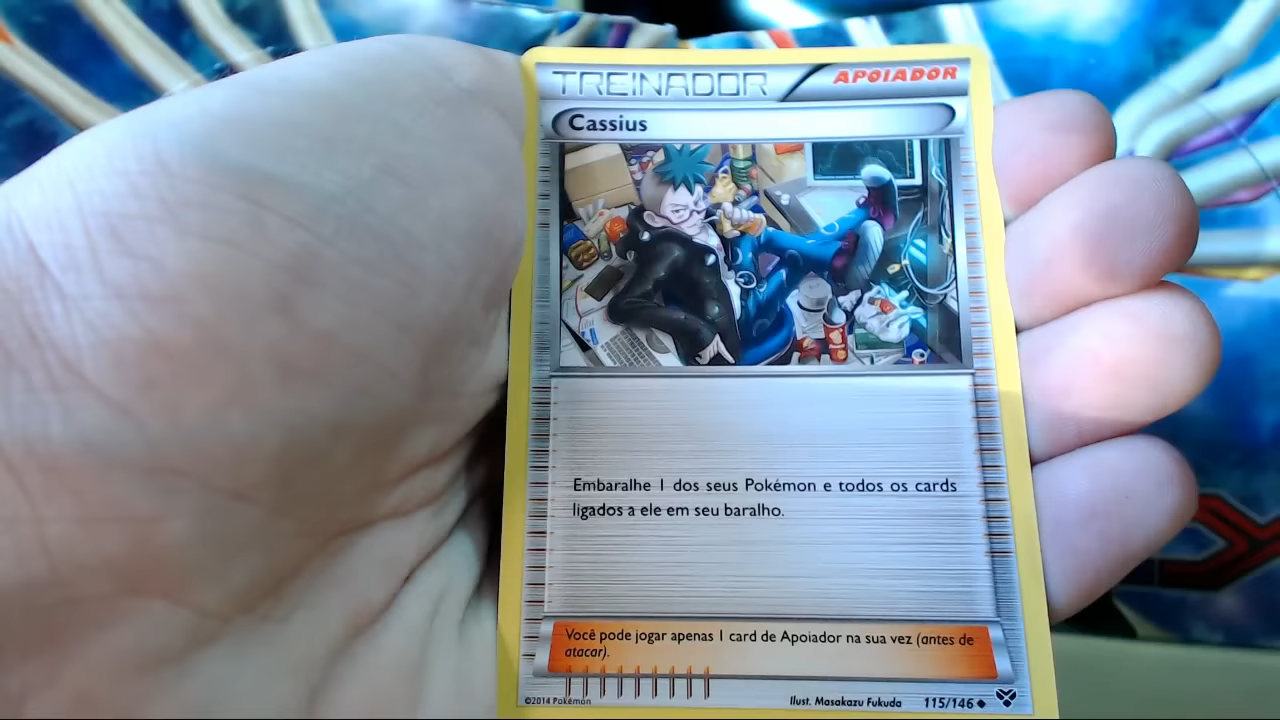 TREINADOR
APOIADOR
Cassius
Embaralhe 1 dos seus Pokémon e todos os cards
ligados a ele em seu baralho.
Você pode jogar apenas 1 card de Apoiador na sua vez (antes de
atacar).
©2014 Pokémon
Ilust. Masakazu Fukuda
115/146